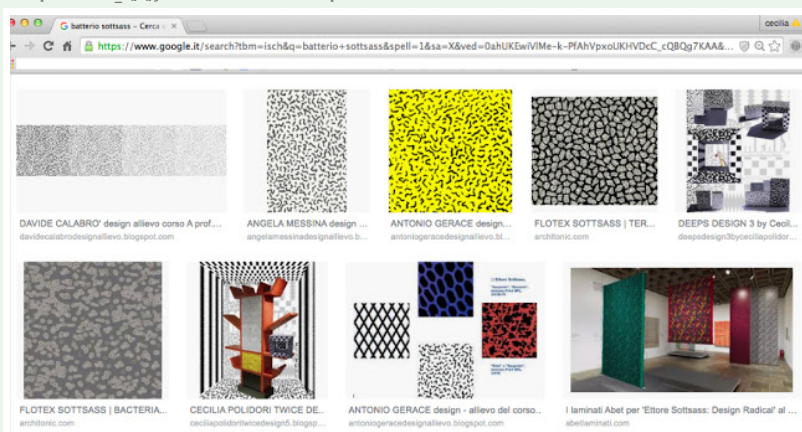 G batterio sottsass - Cerca c
cecilia
https://www.google.it/search?tbm=isch&q=batterio+sottsass&spell=1&sa=X&ved=0ahUKEwiVlMe-k-PfAhVpxoUKHVDcC_cQBQg7KAA&...
DAVIDE CALABRO' design allievo corso A prof....
davidecalabrodesignallievo.blogspot.com
ANGELA MESSINA design ...
angelamessinadesignallievo.b...
ANTONIO GERACE design...
antoniogeracedesignallievo.bl...
FLOTEX SOTTSASS | TER...
architonic.com
DEEPS DESIGN 3 by Cecil...
deepsdesign3byceciliapolidor...
Ettore Sottsass,
FLOTEX SOTTSASS | BACTERIA...
architonic.com
CECILIA POLIDORI TWICE DE...
ceciliapolidoritwicedesign5.blogsp...
ANTONIO GERACE design - allievo del corso...
antoniogeracedesignallievo.blogspot.com
I laminati Abet per 'Ettore Sottsass: Design Radical' al ...
abetlaminati.com